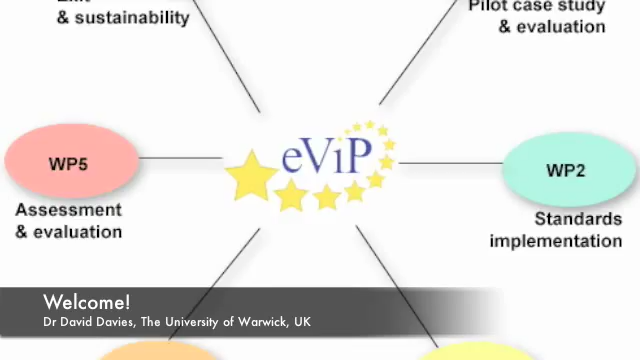 & sustainability
Pilot case study
& evaluation
eViP
WP5
WP2
Assessment
& evaluation
Standards
implementation
Welcome!
Dr David Davies, The University of Warwick, UK